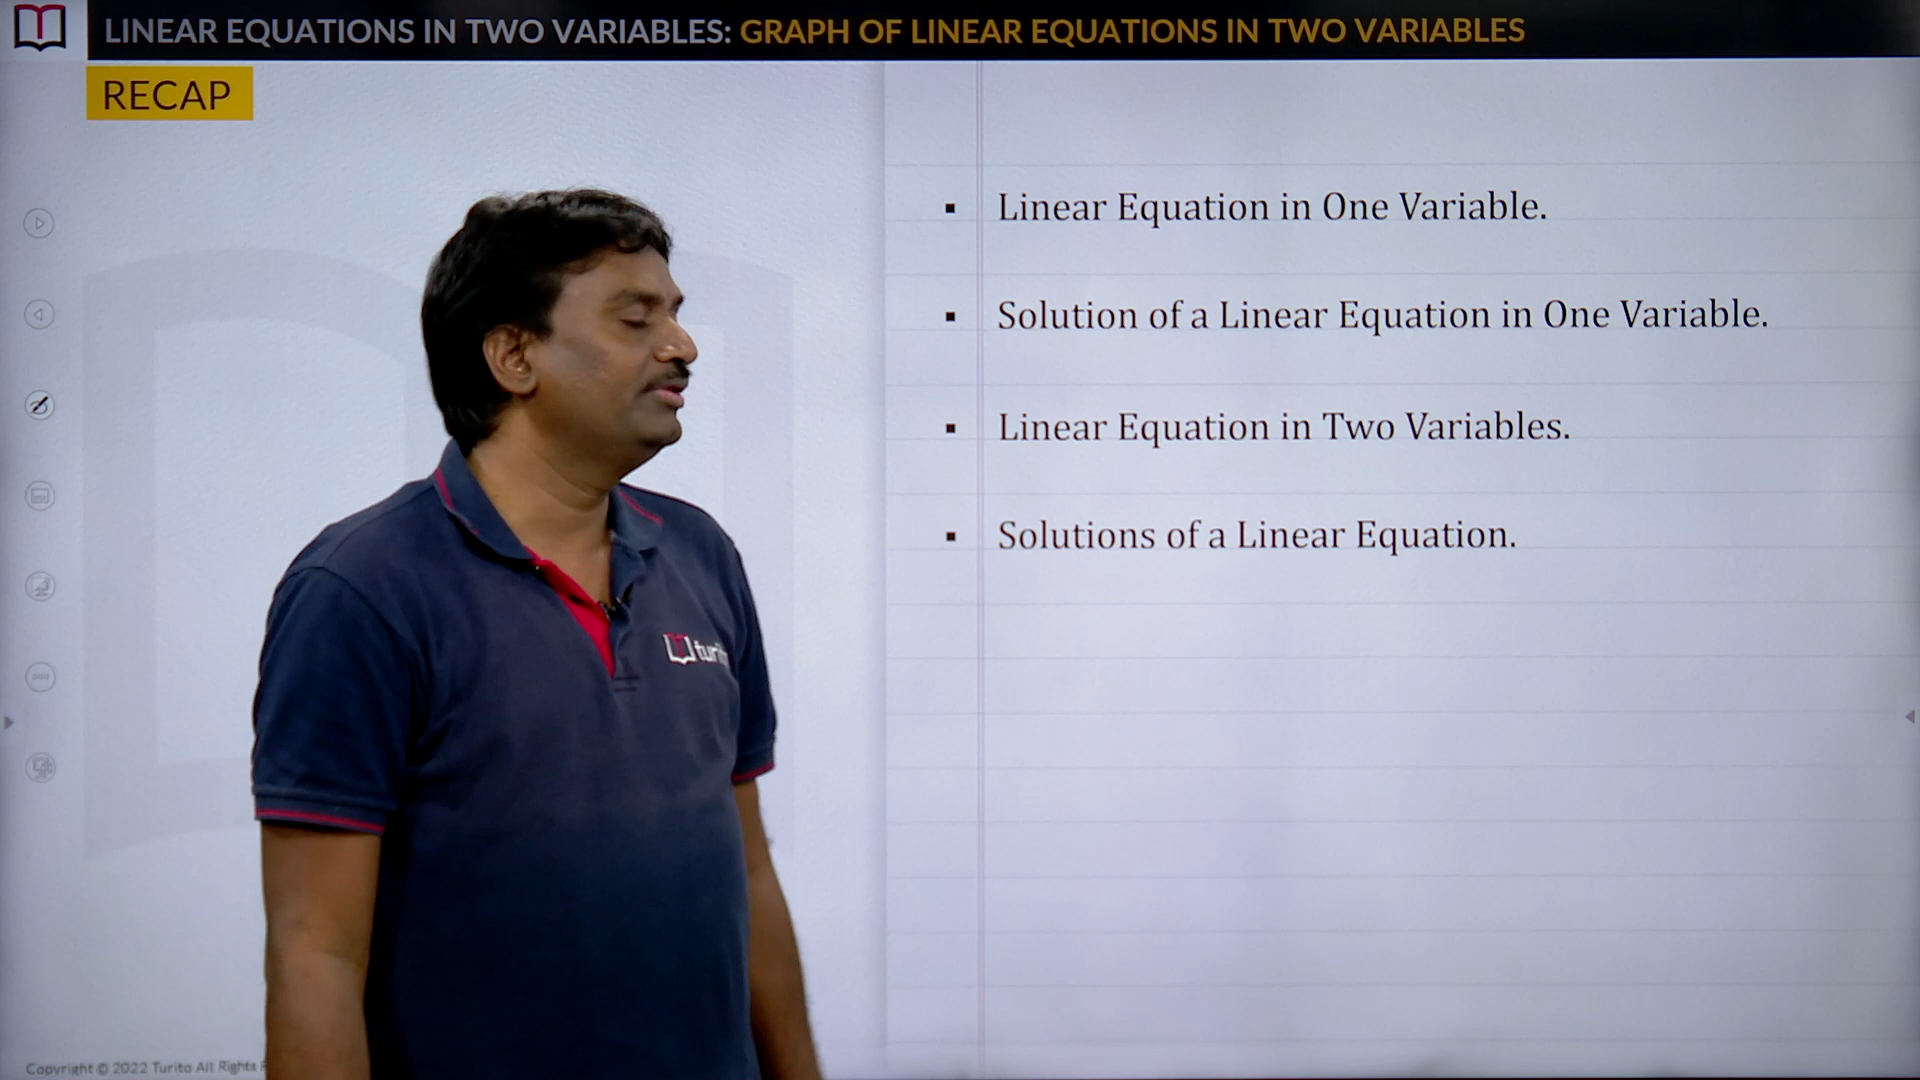 LINEAR EQUATIONS IN TWO VARIABLES: GRAPH OF LINEAR EQUATIONS IN TWO VARIABLES
RECAP
▪ Linear Equation in One Variable.
▪ Solution of a Linear Equation in One Variable.
▪ Linear Equation in Two Variables.
▪ Solutions of a Linear Equation.
Copyright © 2022 Turito All Rights